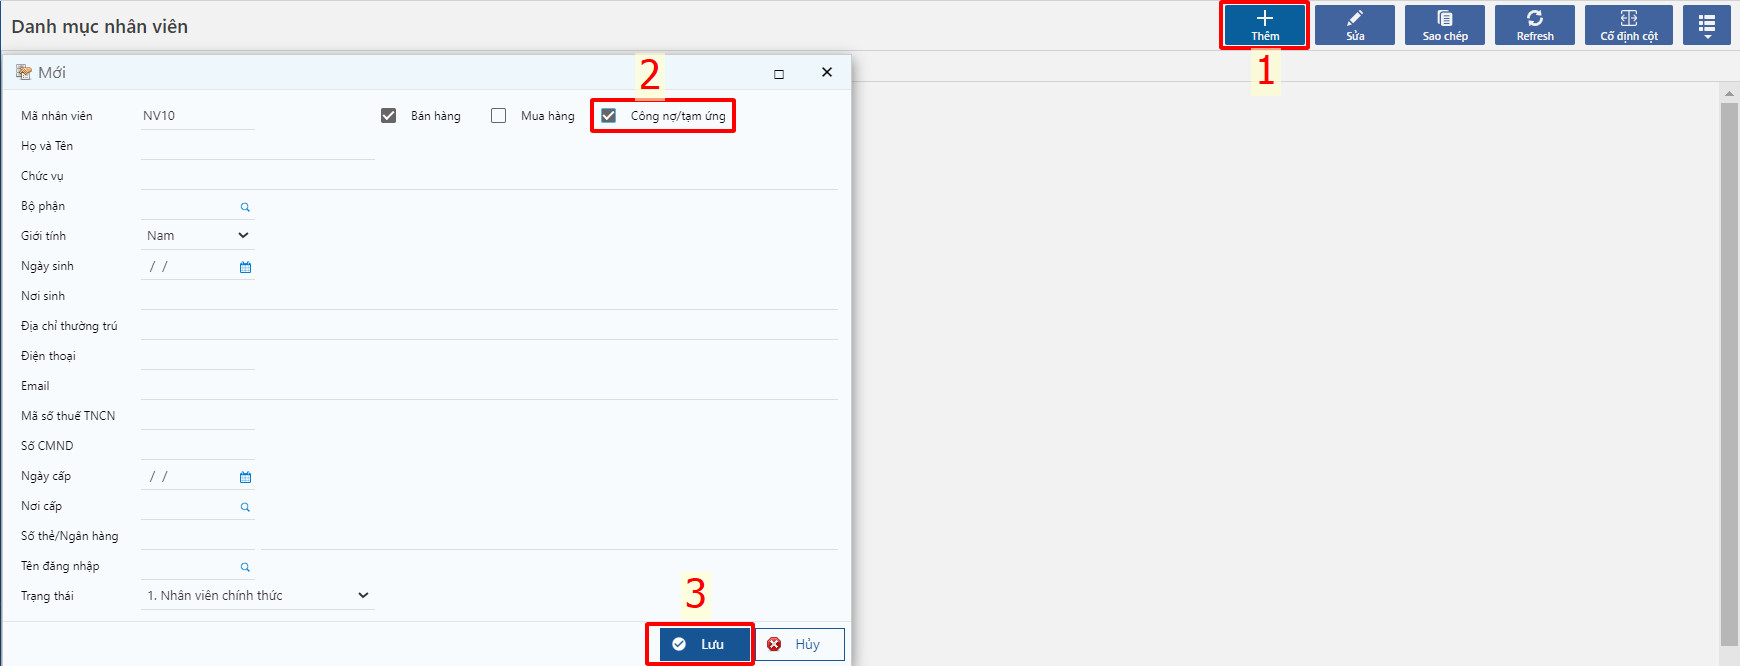 Danh mục nhân viên
Thêm
Sửa
Sao chép
Refresh
Cố định cột
1
Mới
2
Mã nhân viên NV10 Bán hàng Mua hàng Công nợ/tạm ứng
Họ và Tên
Chức vụ
Bộ phận
Giới tính Nam
Ngày sinh / /
Nơi sinh
Địa chỉ thường trú
Điện thoại
Email
Mã số thuế TNCN
Số CMND
Ngày cấp / /
Nơi cấp
Số thẻ/Ngân hàng
Tên đăng nhập
Trạng thái 1. Nhân viên chính thức
3
Lưu
Hủy